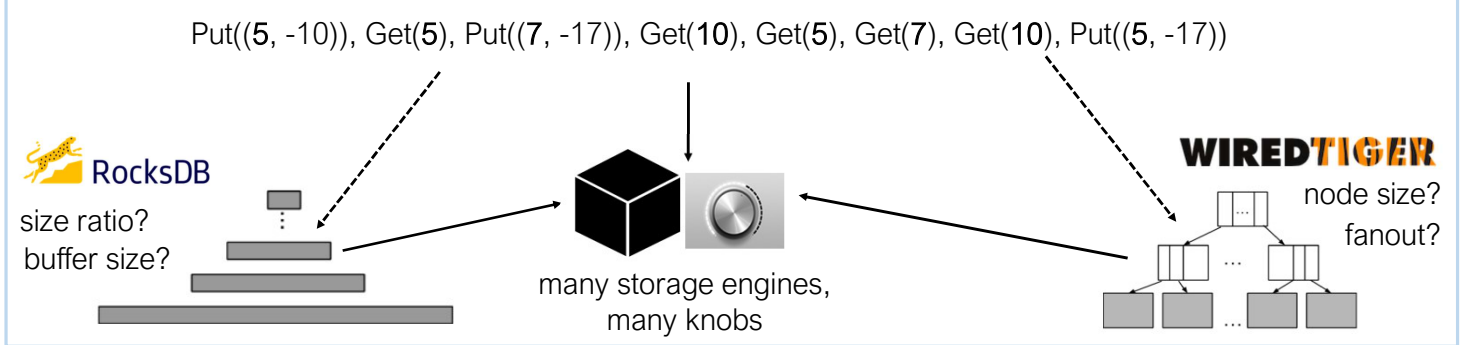 Put((5, -10)), Get(5), Put((7, -17)), Get(10), Get(5), Get(7), Get(10), Put((5, -17))
RocksDB
size ratio?
buffer size?
many storage engines,
many knobs
WIREDTIGER
node size?
fanout?
...
...
...